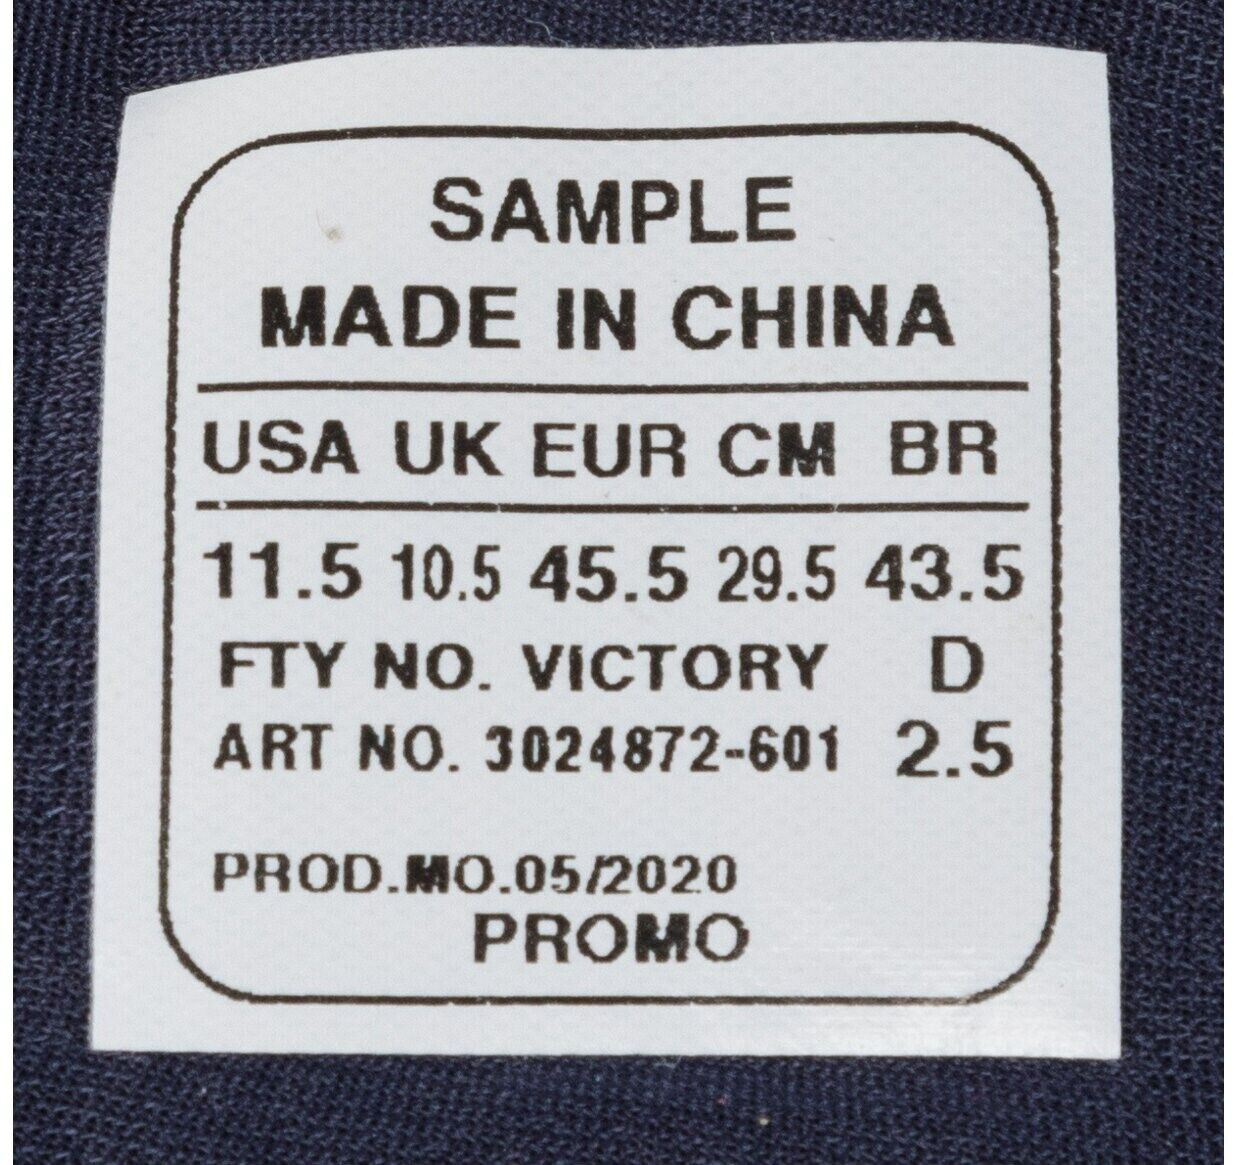 SAMPLE
MADE IN CHINA
USA UK EUR CM BR
11.5 10.5 45.5 29.5 43.5
FTY NO. VICTORY D
ART NO. 3024872-601 2.5
PROD.MO.05/2020
PROMO